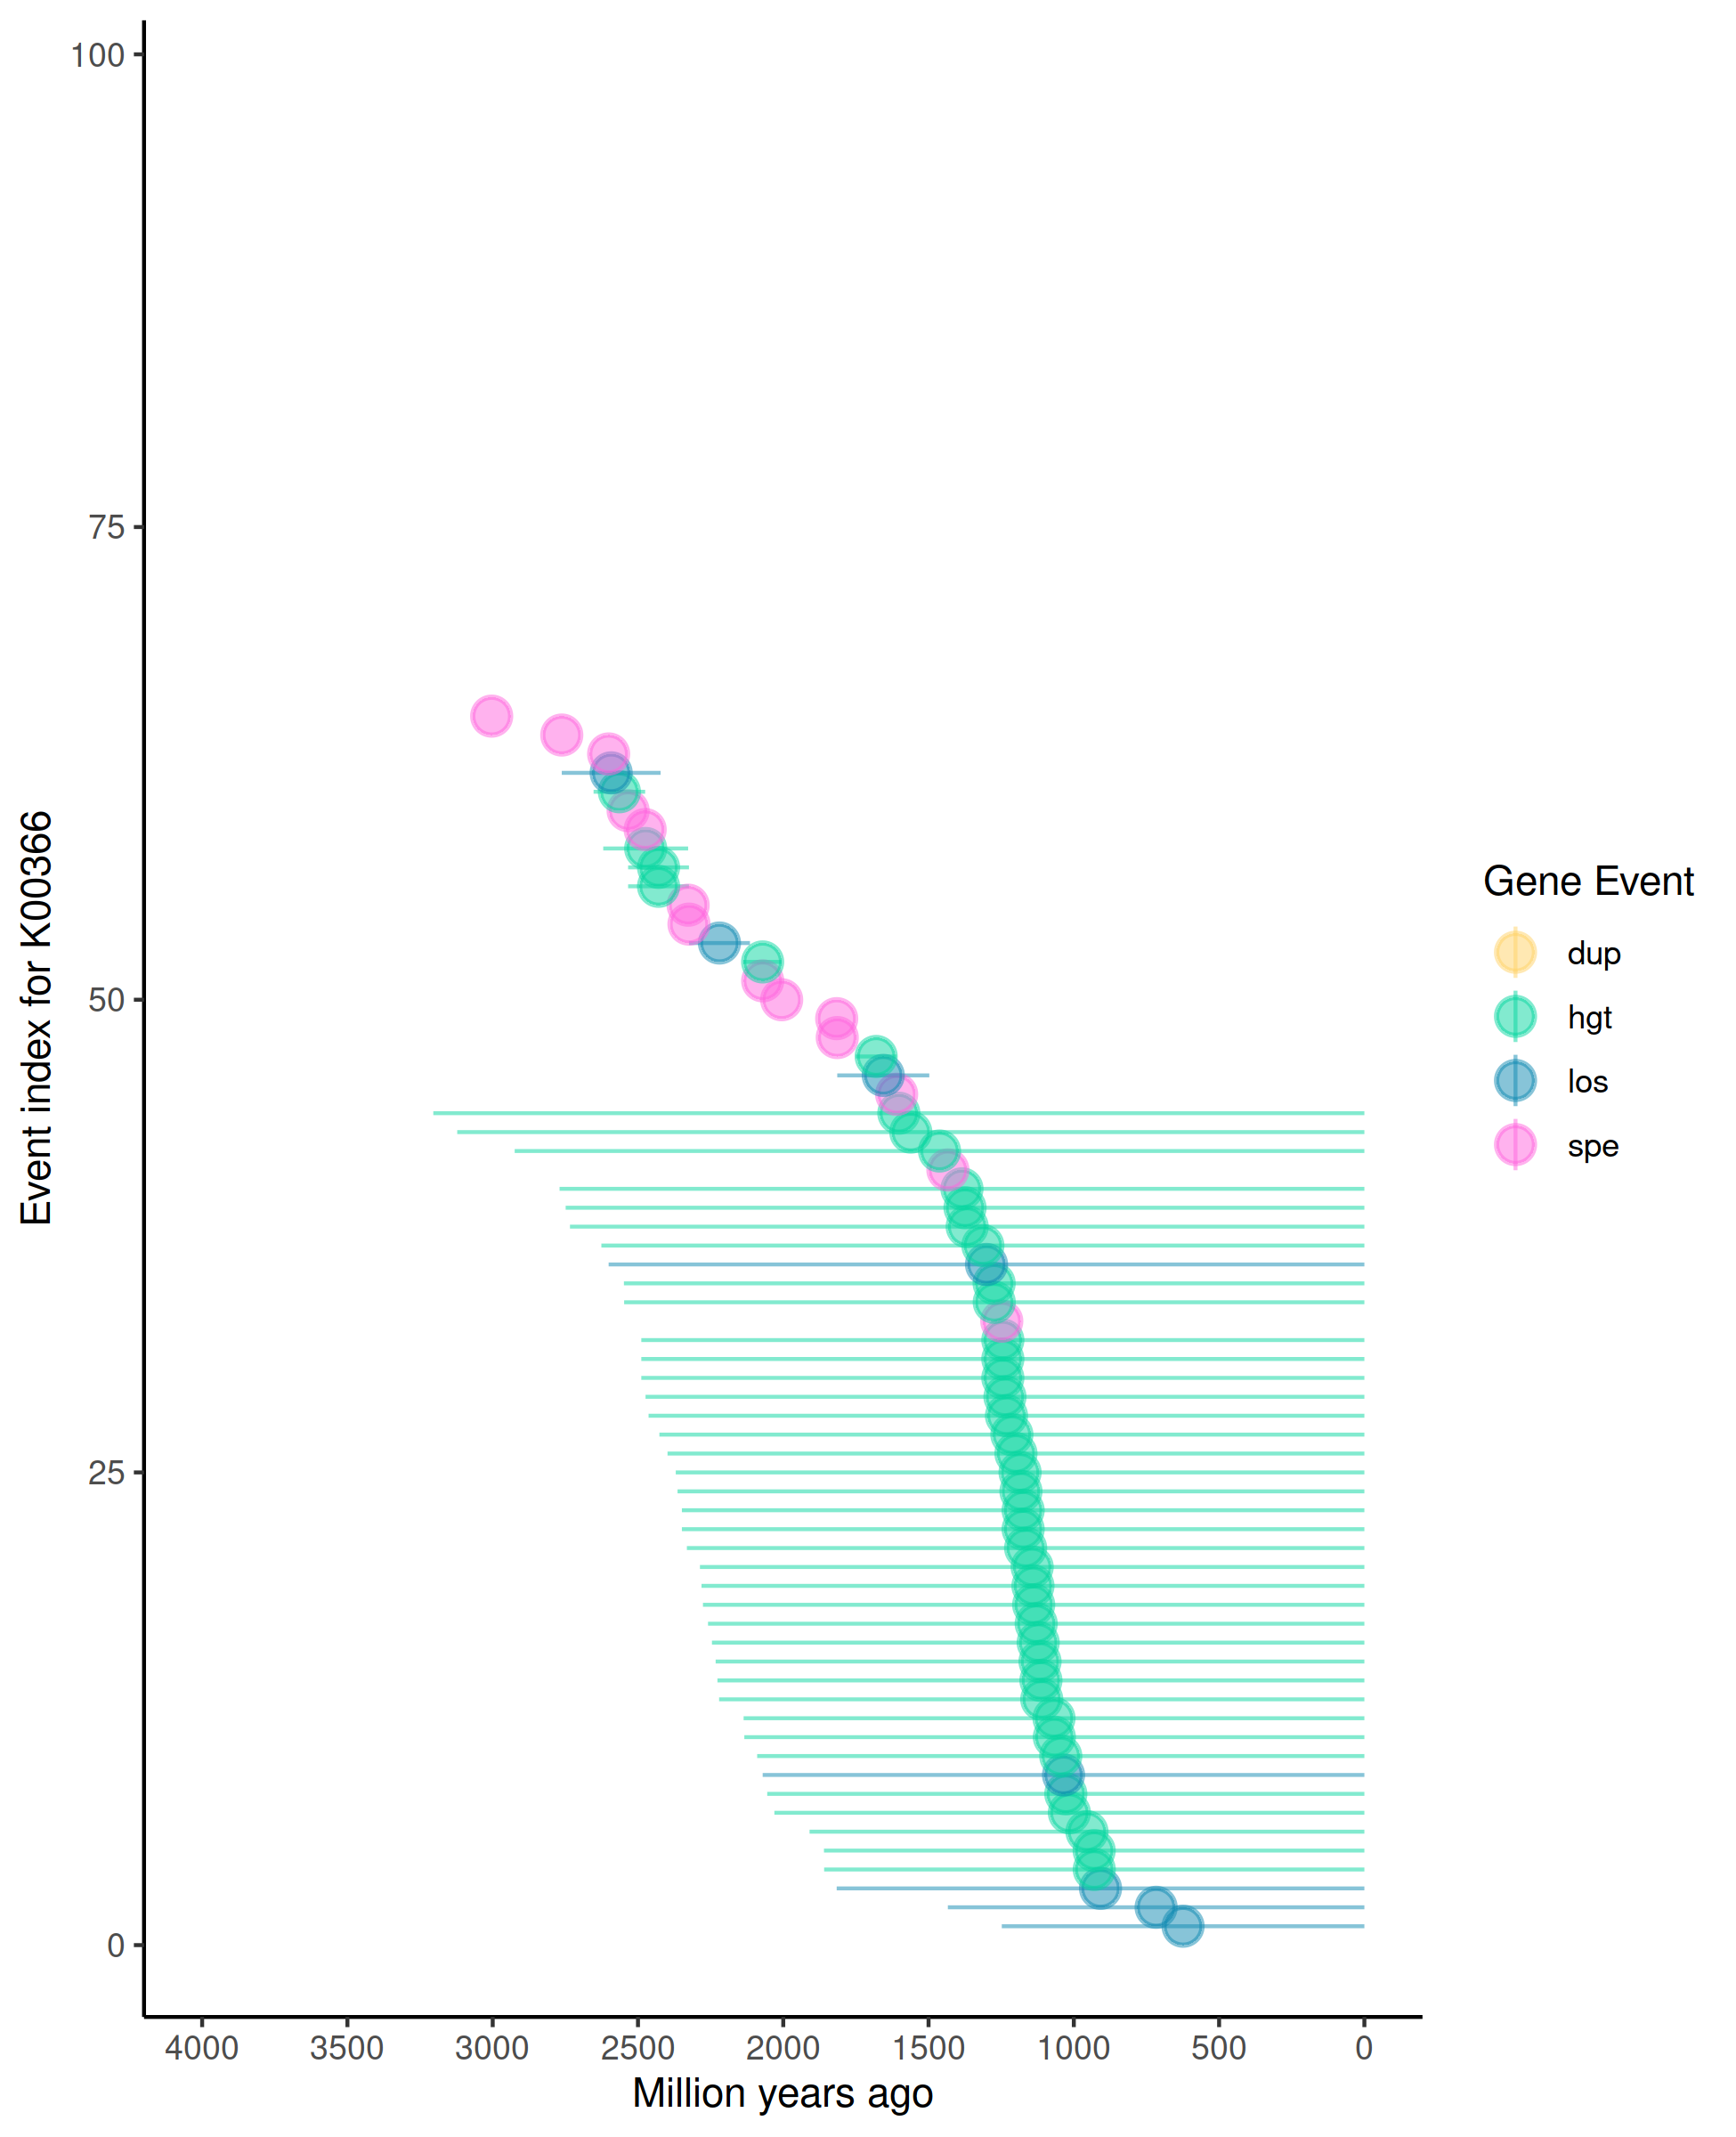 100
75
50
25
0
Event index for K00366
4000 3500 3000 2500 2000 1500 1000 500 0
Million years ago
Gene Event
dup
hgt
los
spe